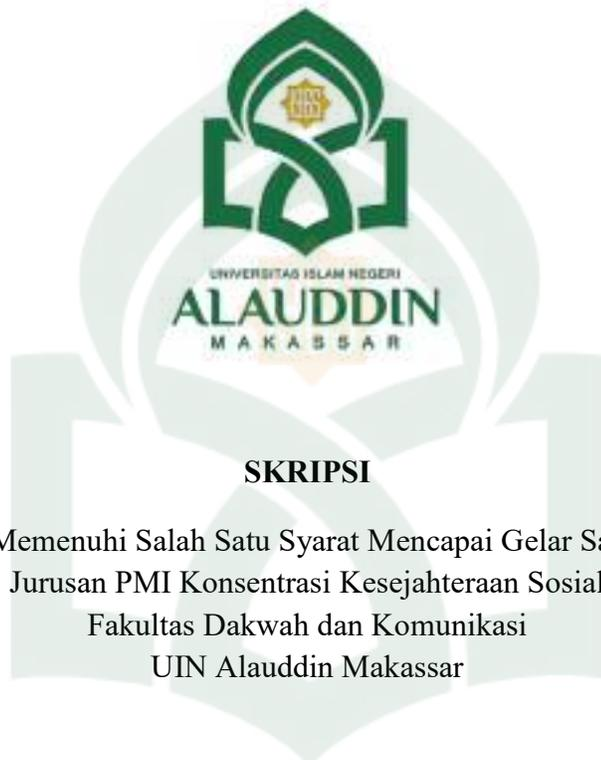 UNIVERSITAS ISLAM NEGERI
ALAUDDIN
MAKASSAR
SKRIPSI
Memenuhi Salah Satu Syarat Mencapai Gelar Sa
Jurusan PMI Konsentrasi Kesejahteraan Sosial
Fakultas Dakwah dan Komunikasi
UIN Alauddin Makassar